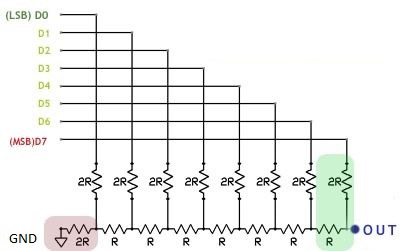 (LSB) D0
D1
D2
D3
D4
D5
D6
(MSB)D7
2R 2R 2R 2R 2R 2R 2R 2R
GND 2R R R R R R R R OUT